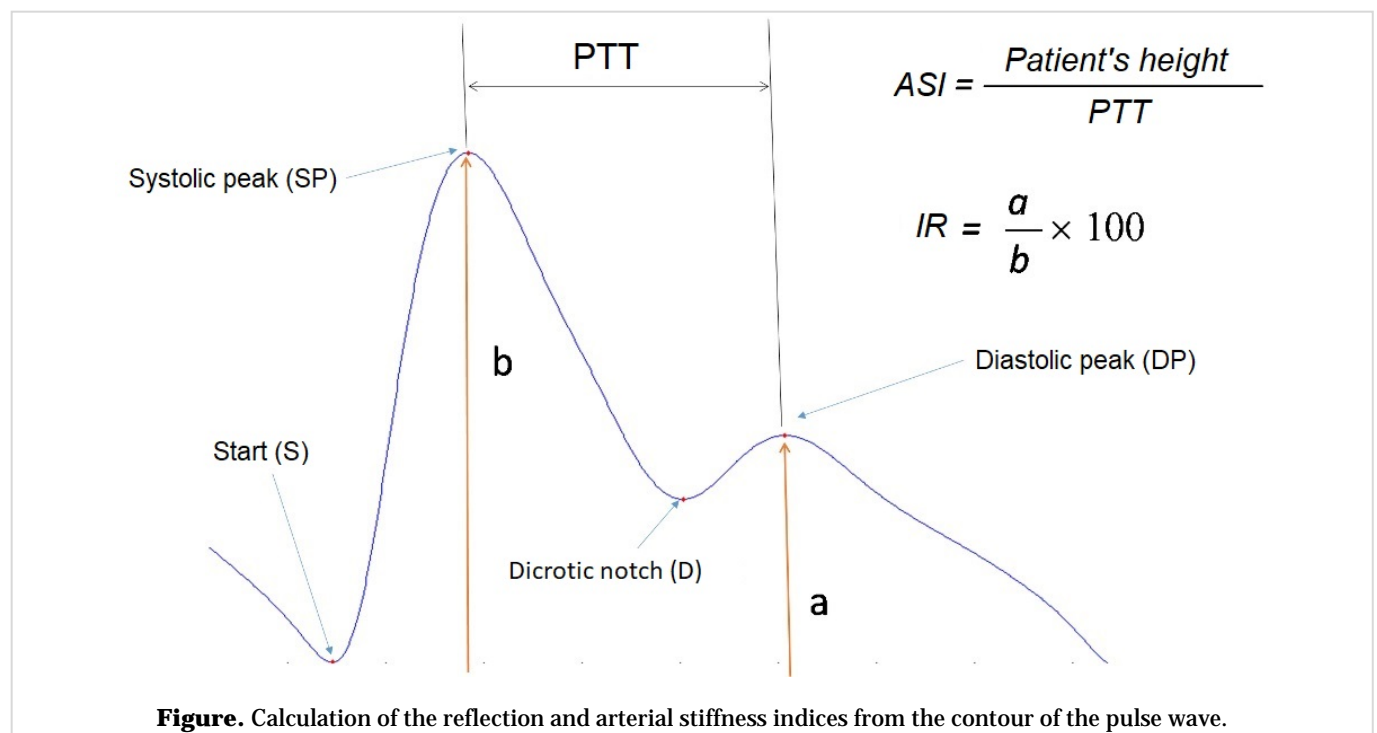 PTT
ASI = Patient's height
PTT
Systolic peak (SP)
IR = a
b × 100
b
Diastolic peak (DP)
Start (S)
Dicrotic notch (D)
a
Figure. Calculation of the reflection and arterial stiffness indices from the contour of the pulse wave.